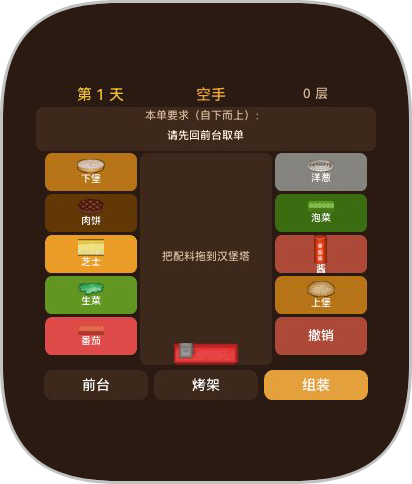 第 1 天 空手 0 层
本单要求（自下而上）:
请先回前台取单
下堡
洋葱
肉饼
泡菜
芝士
把配料拖到汉堡塔
酱
生菜
上堡
番茄
撤销
前台 烤架 组装